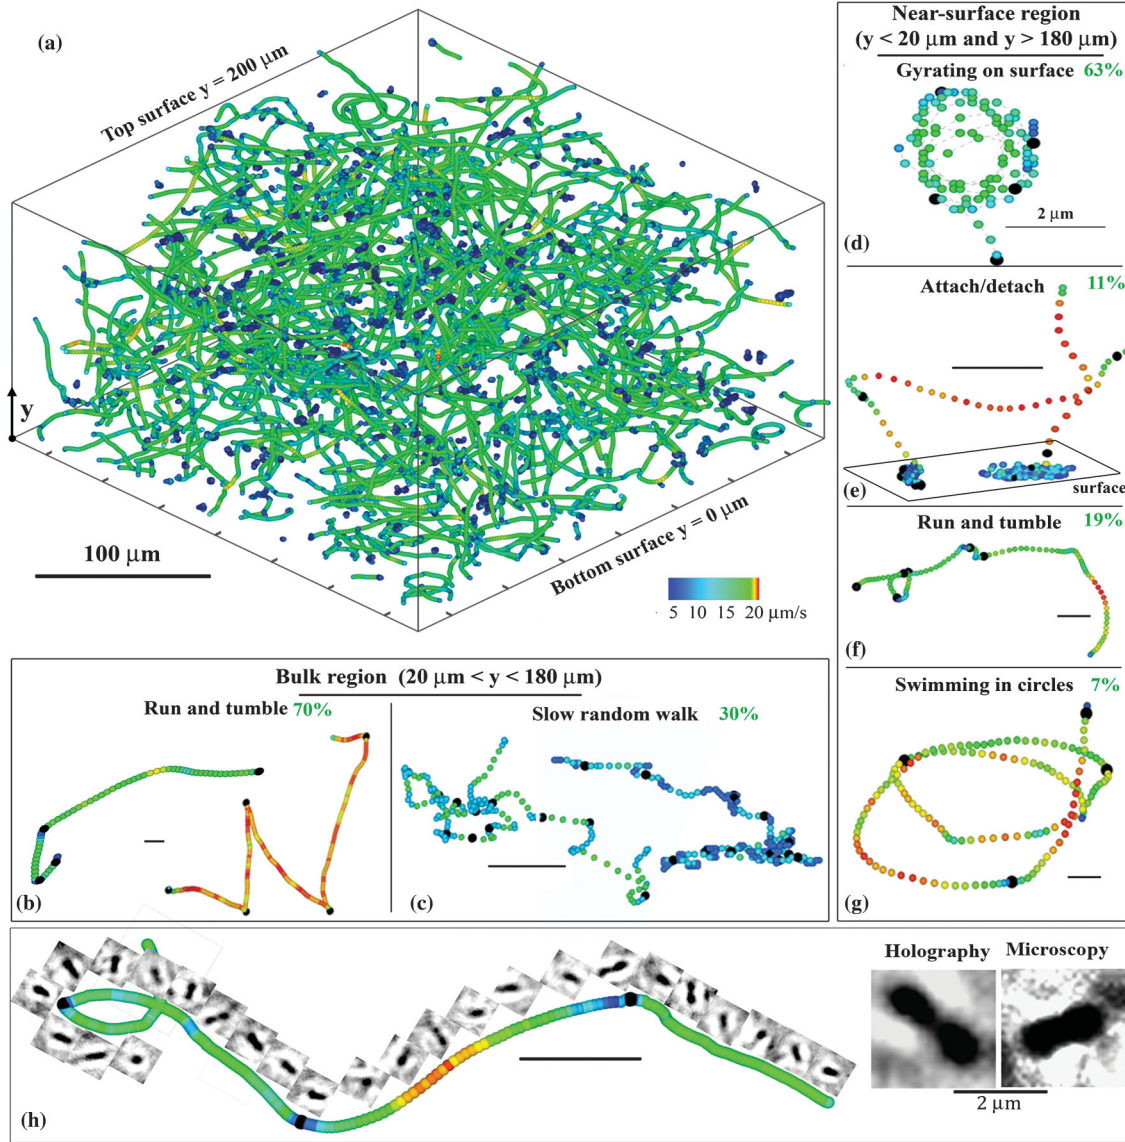 (a)
Top surface y = 200 μm
y
100 μm
Bottom surface y = 0 μm
5 10 15 20 μm/s
Near-surface region
(y < 20 μm and y > 180 μm)
Gyrating on surface 63%
2 μm
(d)
Attach/detach 11%
(e)
surface
Run and tumble 19%
(f)
Swimming in circles 7%
(g)
Bulk region (20 μm < y < 180 μm)
Run and tumble 70%
(b)
Slow random walk 30%
(c)
(h)
Holography
Microscopy
2 μm